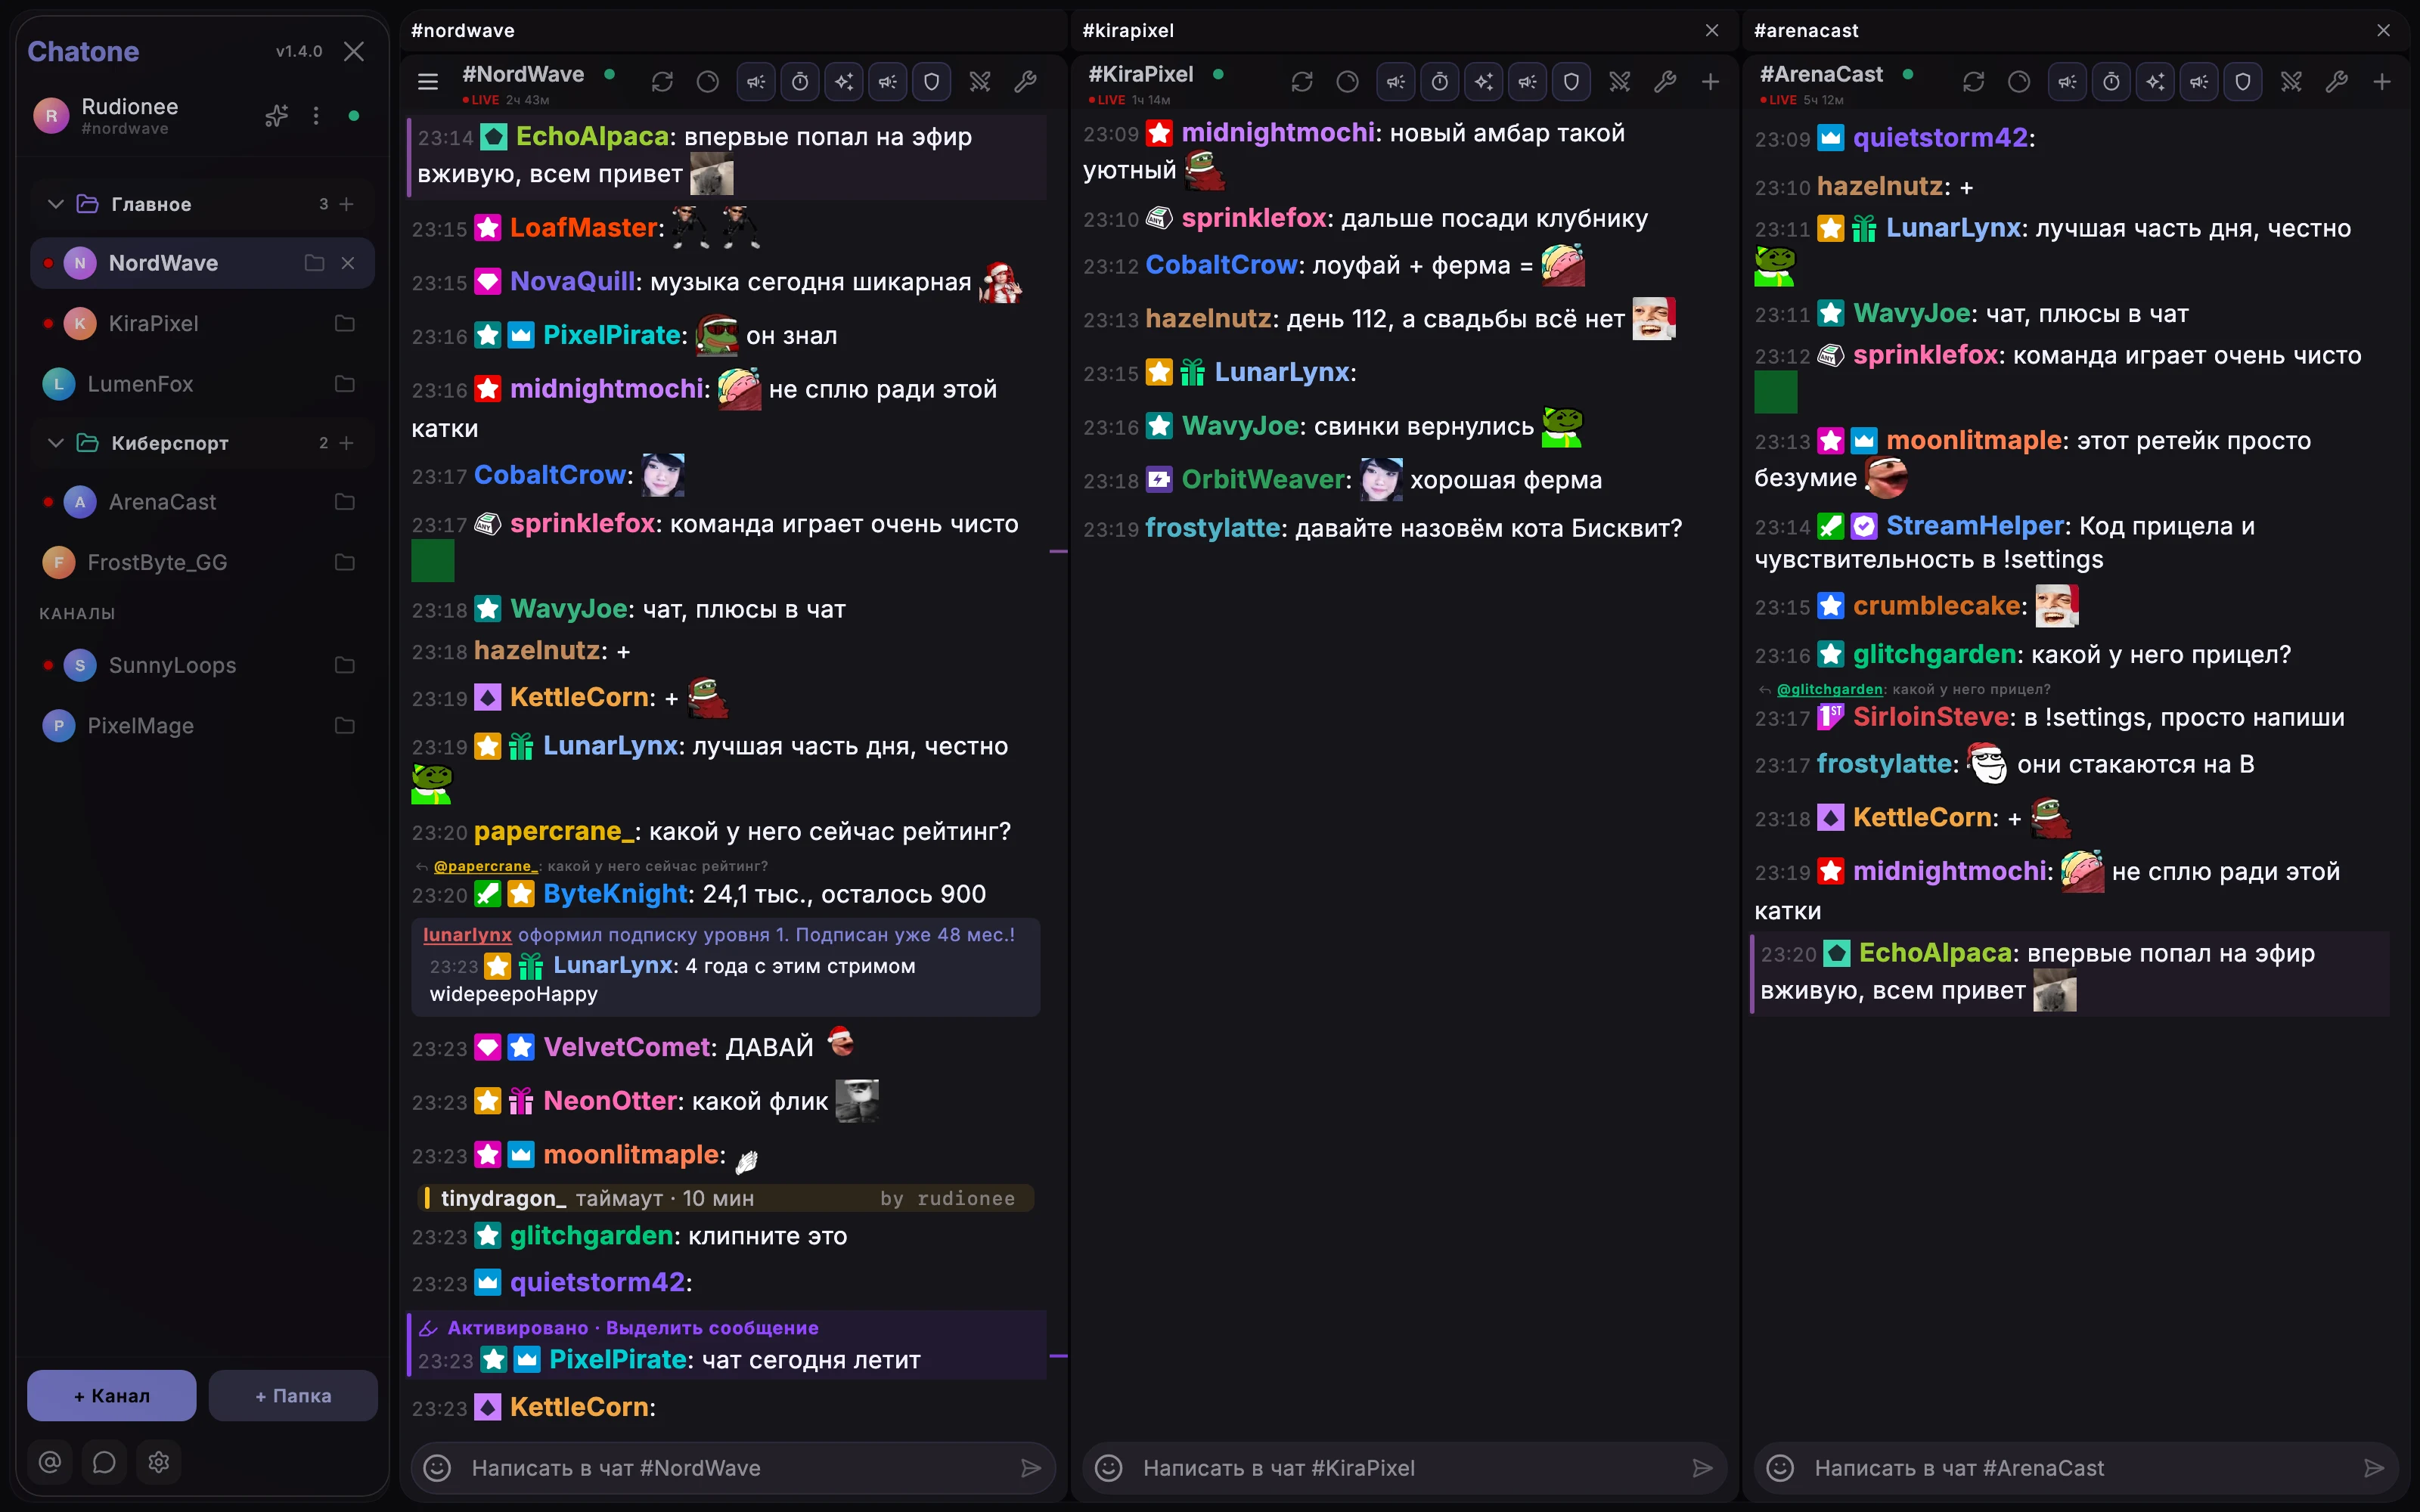 Chatone
v1.4.0
R
Rudionee
#nordwave
Главное
3
N
NordWave
K
KiraPixel
L
LumenFox
Киберспорт
2
A
ArenaCast
F
FrostByte_GG
КАНАЛЫ
S
SunnyLoops
P
PixelMage
+ Канал
+ Папка
#nordwave
#NordWave
LIVE 2ч 43м
23:14 EchoAlpaca: впервые попал на эфир
вживую, всем привет
23:15 LoafMaster:
23:15 NovaQuill: музыка сегодня шикарная
23:16 PixelPirate: он знал
23:16 midnightmochi: не сплю ради этой
катки
23:17 CobaltCrow:
23:17 ANY sprinklefox: команда играет очень чисто
23:18 WavyJoe: чат, плюсы в чат
23:18 hazelnutz: +
23:19 KettleCorn: +
23:19 LunarLynx: лучшая часть дня, честно
23:20 papercrane_: какой у него сейчас рейтинг?
@papercrane_: какой у него сейчас рейтинг?
23:20 ByteKnight: 24,1 тыс., осталось 900
lunarlynx оформил подписку уровня 1. Подписан уже 48 мес.!
23:23 LunarLynx: 4 года с этим стримом
widepeepoHappy
23:23 VelvetComet: ДАВАЙ
23:23 NeonOtter: какой флик
23:23 moonlitmaple:
tinydragon_ таймаут · 10 мин by rudionee
23:23 glitchgarden: клипните это
23:23 quietstorm42:
Активировано · Выделить сообщение
23:23 PixelPirate: чат сегодня летит
23:23 KettleCorn:
Написать в чат #NordWave
#kirapixel
#KiraPixel
LIVE 1ч 14м
23:09 midnightmochi: новый амбар такой
уютный
23:10 ANY sprinklefox: дальше посади клубнику
23:12 CobaltCrow: лоуфай + ферма =
23:13 hazelnutz: день 112, а свадьбы всё нет
23:15 LunarLynx:
23:16 WavyJoe: свинки вернулись
23:18 OrbitWeaver: хорошая ферма
23:19 frostylatte: давайте назовём кота Бисквит?
Написать в чат #KiraPixel
#arenacast
#ArenaCast
LIVE 5ч 12м
23:09 quietstorm42:
23:10 hazelnutz: +
23:11 LunarLynx: лучшая часть дня, честно
23:11 WavyJoe: чат, плюсы в чат
23:12 ANY sprinklefox: команда играет очень чисто
23:13 moonlitmaple: этот ретейк просто
безумие
23:14 StreamHelper: Код прицела и
чувствительность в !settings
23:15 crumblecake:
23:16 glitchgarden: какой у него прицел?
@glitchgarden: какой у него прицел?
23:17 1ST SirloinSteve: в !settings, просто напиши
23:17 frostylatte: они стакаются на B
23:18 KettleCorn: +
23:19 midnightmochi: не сплю ради этой
катки
23:20 EchoAlpaca: впервые попал на эфир
вживую, всем привет
Написать в чат #ArenaCast